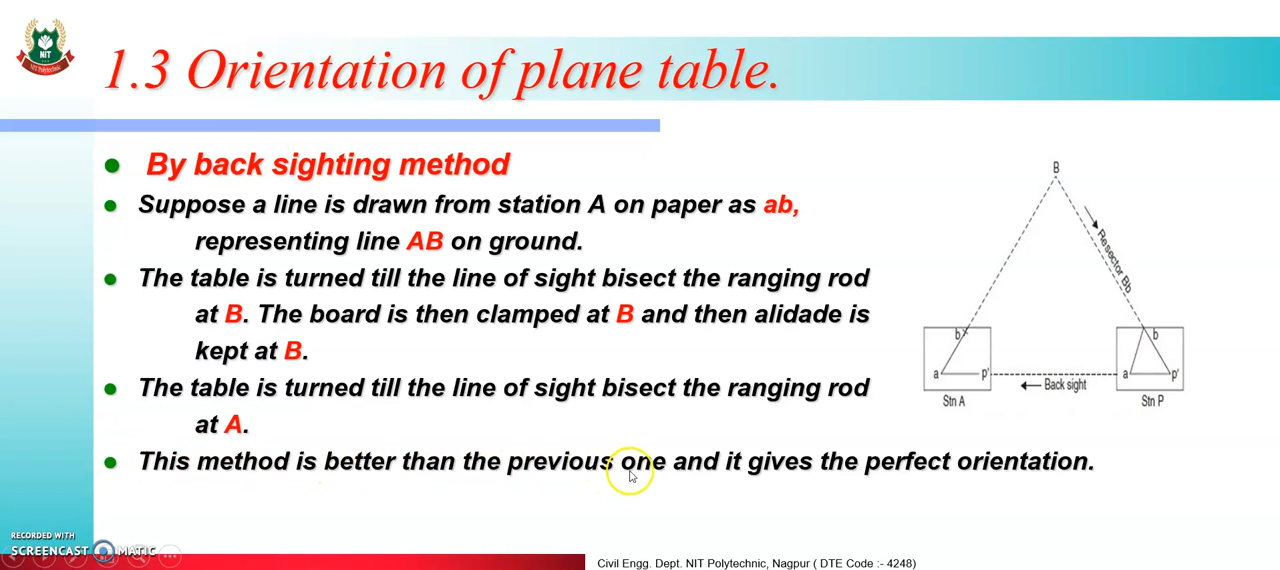 NIT
NIT Polytechnic
1.3 Orientation of plane table.
By back sighting method
Suppose a line is drawn from station A on paper as ab,
representing line AB on ground.
The table is turned till the line of sight bisect the ranging rod
at B. The board is then clamped at B and then alidade is
kept at B.
The table is turned till the line of sight bisect the ranging rod
at A.
This method is better than the previous one and it gives the perfect orientation.
B
Resector Bb
b
a
p'
Stn A
Back sight
b
a
p'
Stn P
RECORDED WITH
SCREENCAST MATIC
Civil Engg. Dept. NIT Polytechnic, Nagpur ( DTE Code :- 4248)